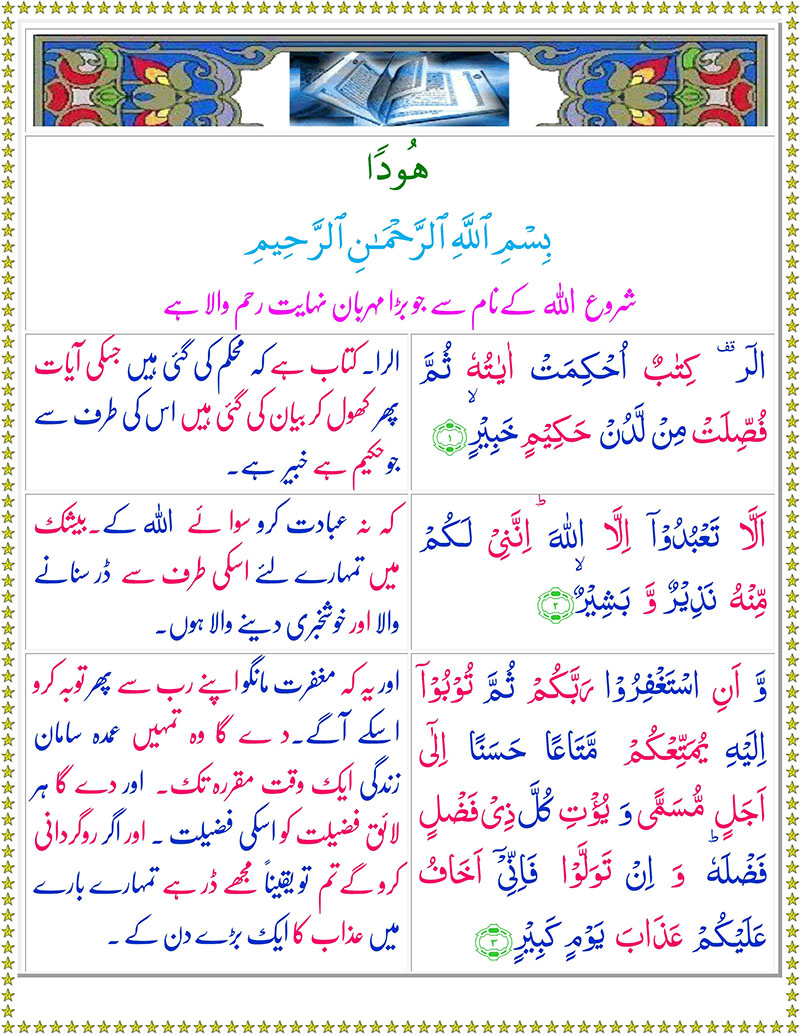 هُودًا
بِسْمِ ٱللَّهِ ٱلرَّحْمَـٰنِ ٱلرَّحِيمِ
شروع اللہ کے نام سے جو بڑا مہربان نہایت رحم والا ہے
الٓرٰ ۟قف كِتٰبٌ اُحْكِمَتْ اٰيٰتُهٗ ثُمَّ
فُصِّلَتْ مِنْ لَّدُنْ حَكِيْمٍ خَبِيْرٍۙ ﴿۱﴾
الرا۔ کتاب ہے کہ محکم کی گئی ہیں جسکی آیات
پھر کھول کر بیان کی گئی ہیں اس کی طرف سے
جو حکیم ہے خبیر ہے۔
اَلَّا تَعْبُدُوْۤا اِلَّا اللّٰهَ ؕ اِنَّنِىْ لَـكُمْ
مِّنْهُ نَذِيْرٌ وَّ بَشِيْرٌۙ ﴿۲﴾
کہ نہ عبادت کرو سوائے اللہ کے۔ بیشک
میں تمہارے لئے اسکی طرف سے ڈر سنانے
والا اور خوشخبری دینے والا ہوں۔
وَّ اَنِ اسْتَغْفِرُوْا رَبَّكُمْ ثُمَّ تُوْبُوْۤا
اِلَيْهِ يُمَتِّعْكُمْ مَّتَاعًا حَسَنًا اِلٰٓى
اَجَلٍ مُّسَمًّى وَ يُؤْتِ كُلَّ ذِىْ فَضْلٍ
فَضْلَهٗ ؕ وَ اِنْ تَوَلَّوْا فَاِنِّىْۤ اَخَافُ
عَلَيْكُمْ عَذَابَ يَوْمٍ كَبِيْرٍ ﴿۳﴾
اور یہ کہ مغفرت مانگو اپنے رب سے پھر توبہ کرو
اسکے آگے۔ دے گا وہ تمہیں عمدہ سامان
زندگی ایک وقت مقررہ تک۔ اور دے گا ہر
لائق فضیلت کو اسکی فضیلت ۔ اور اگر روگردانی
کرو گے تم تو یقیناً مجھے ڈر ہے تمہارے بارے
میں عذاب کا ایک بڑے دن کے ۔